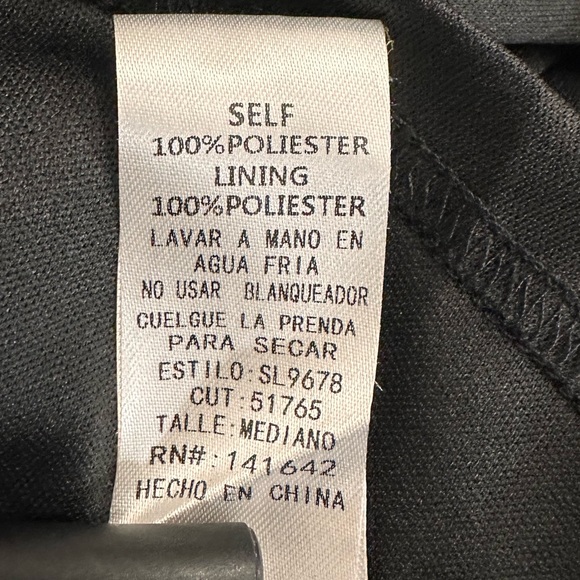 SELF
100%POLIESTER
LINING
100%POLIESTER
LAVAR A MANO EN
AGUA FRIA
NO USAR BLANQUEADOR
CUELGUE LA PRENDA
PARA SECAR
ESTILO:SL9678
CUT:51765
TALLE:MEDIANO
RN#:141642
HECHO EN CHINA